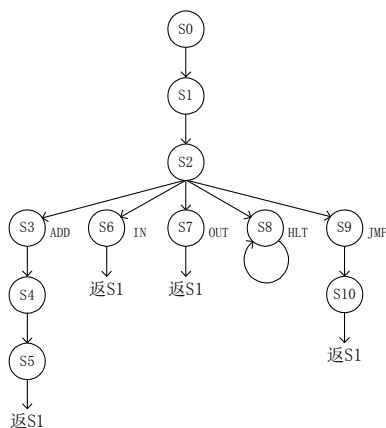 S0
S1
S2
S3 ADD S6 IN S7 OUT S8 HLT S9 JMP
S4 返S1 返S1 S10
S5 返S1
返S1